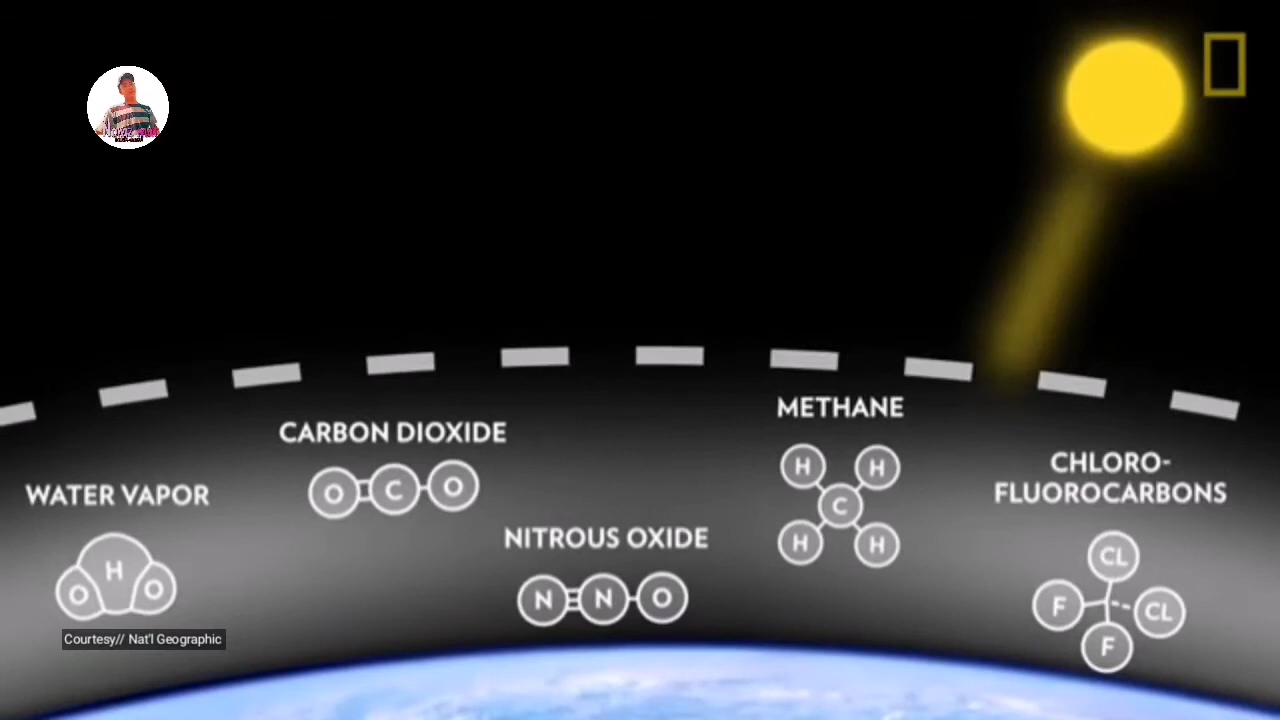 METHANE
CARBON DIOXIDE
O C O
CHLORO-
FLUOROCARBONS
WATER VAPOR
H
O O
NITROUS OXIDE
N N O
H H
C
H H
CL
F CL
F
Courtesy// Nat'l Geographic